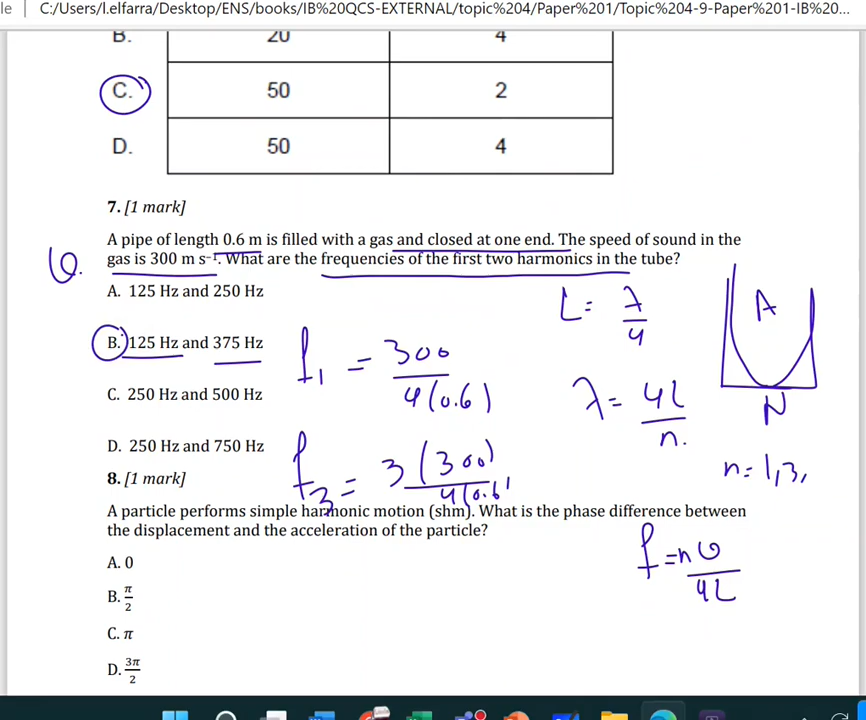 le | C:/Users/l.elfarra/Desktop/ENS/books/IB%20QCS-EXTERNAL/topic%204/Paper%201/Topic%204-9-Paper%201-IB%20...
B. 20 4
C. 50 2
D. 50 4
7. [1 mark]
A pipe of length 0.6 m is filled with a gas and closed at one end. The speed of sound in the
gas is 300 m s⁻¹. What are the frequencies of the first two harmonics in the tube?
A. 125 Hz and 250 Hz
B. 125 Hz and 375 Hz
C. 250 Hz and 500 Hz
D. 250 Hz and 750 Hz
L = λ/4
A
N
f₁ = 300/4(0.6)
λ = 4L/n.
n = 1,3,
f₃ = 3(300)/4(0.6)
f = nυ/4L
8. [1 mark]
A particle performs simple harmonic motion (shm). What is the phase difference between
the displacement and the acceleration of the particle?
A. 0
B. π/2
C. π
D. 3π/2